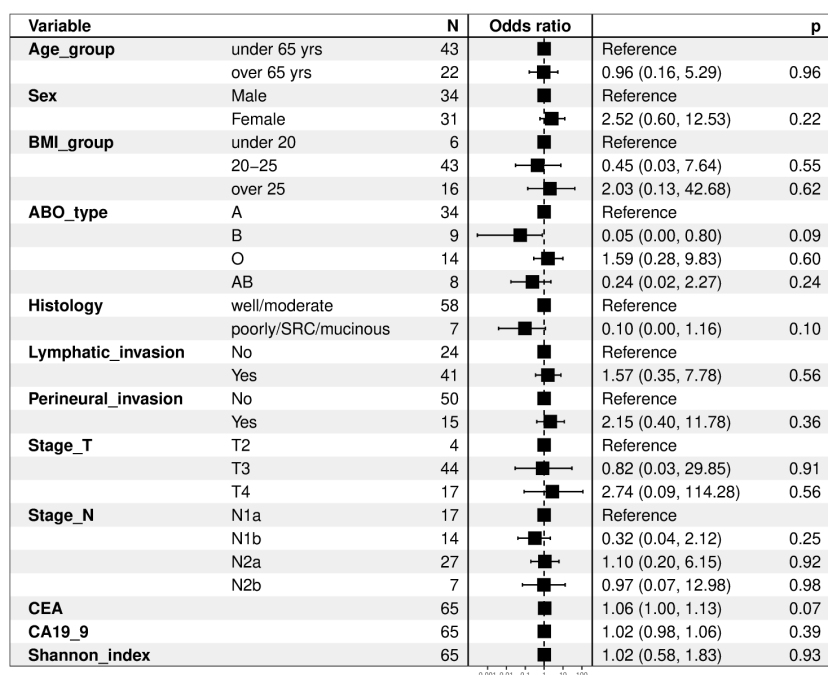 Variable N Odds ratio p
Age_group under 65 yrs 43 Reference
over 65 yrs 22 0.96 (0.16, 5.29) 0.96
Sex Male 34 Reference
Female 31 2.52 (0.60, 12.53) 0.22
BMI_group under 20 6 Reference
20−25 43 0.45 (0.03, 7.64) 0.55
over 25 16 2.03 (0.13, 42.68) 0.62
ABO_type A 34 Reference
B 9 0.05 (0.00, 0.80) 0.09
O 14 1.59 (0.28, 9.83) 0.60
AB 8 0.24 (0.02, 2.27) 0.24
Histology well/moderate 58 Reference
poorly/SRC/mucinous 7 0.10 (0.00, 1.16) 0.10
Lymphatic_invasion No 24 Reference
Yes 41 1.57 (0.35, 7.78) 0.56
Perineural_invasion No 50 Reference
Yes 15 2.15 (0.40, 11.78) 0.36
Stage_T T2 4 Reference
T3 44 0.82 (0.03, 29.85) 0.91
T4 17 2.74 (0.09, 114.28) 0.56
Stage_N N1a 17 Reference
N1b 14 0.32 (0.04, 2.12) 0.25
N2a 27 1.10 (0.20, 6.15) 0.92
N2b 7 0.97 (0.07, 12.98) 0.98
CEA 65 1.06 (1.00, 1.13) 0.07
CA19_9 65 1.02 (0.98, 1.06) 0.39
Shannon_index 65 1.02 (0.58, 1.83) 0.93
0.001 0.01 0.1 1 10 100